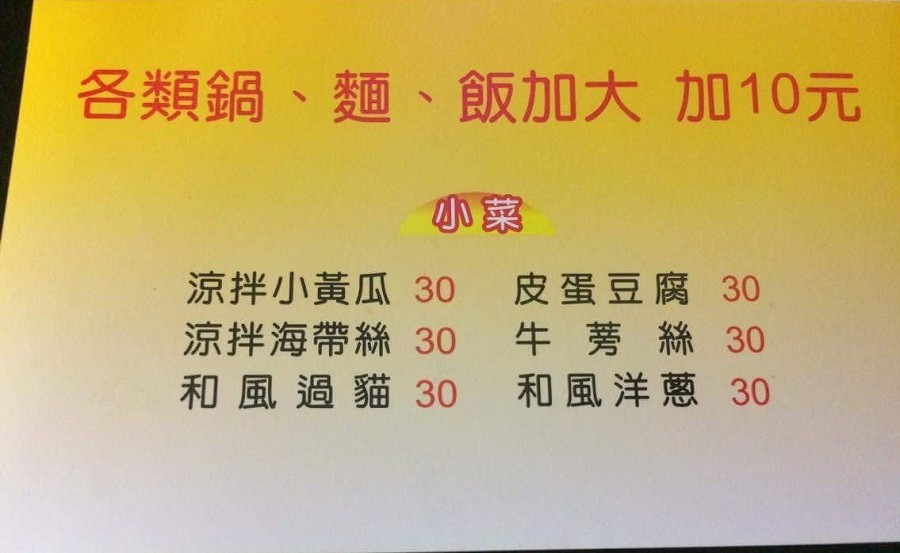 各類鍋、麵、飯加大 加10元
小菜
涼拌小黃瓜 30 皮蛋豆腐 30
涼拌海帶絲 30 牛蒡絲 30
和風過貓 30 和風洋蔥 30